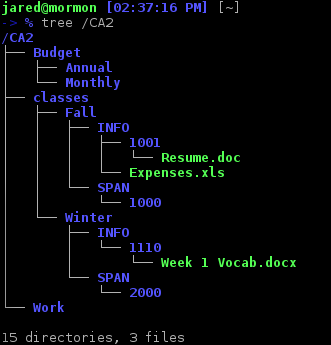 jared@mormon [02:37:16 PM] [~]
-> % tree /CA2
/CA2
├── Budget
│   ├── Annual
│   └── Monthly
├── classes
│   ├── Fall
│   │   ├── INFO
│   │   │   ├── 1001
│   │   │   │   └── Resume.doc
│   │   │   └── Expenses.xls
│   │   └── SPAN
│   │       └── 1000
│   └── Winter
│       ├── INFO
│       │   └── 1110
│       │       └── Week 1 Vocab.docx
│       └── SPAN
│           └── 2000
└── Work
15 directories, 3 files